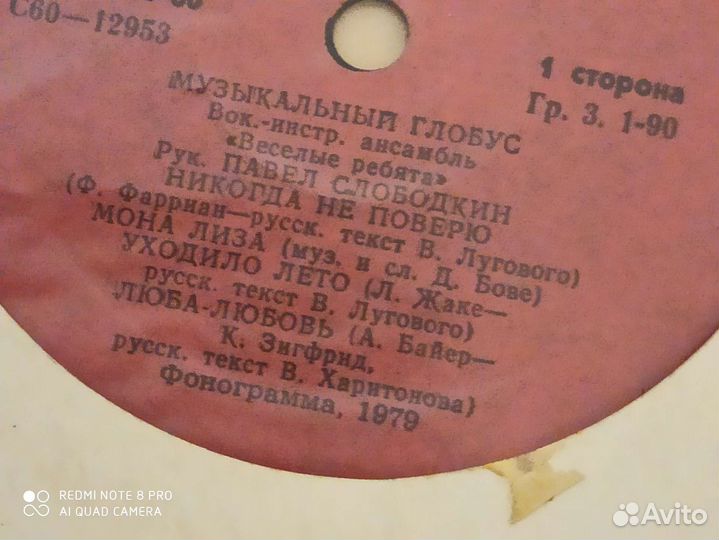 С60—12953
1 сторона
Гр. 3. 1-90
МУЗЫКАЛЬНЫЙ ГЛОБУС
Вок.-инстр. ансамбль
«Веселые ребята»
Рук. ПАВЕЛ СЛОБОДКИН
НИКОГДА НЕ ПОВЕРЮ
(Ф. Фарриан—русск. текст В. Лугового)
МОНА ЛИЗА (муз. и сл. Д. Бове)
УХОДИЛО ЛЕТО (Л. Жаке—
русск. текст В. Лугового)
ЛЮБА-ЛЮБОВЬ (А. Байер—
К. Зигфрид,
русск. текст В. Харитонова)
Фонограмма, 1979
REDMI NOTE 8 PRO
AI QUAD CAMERA
Avito